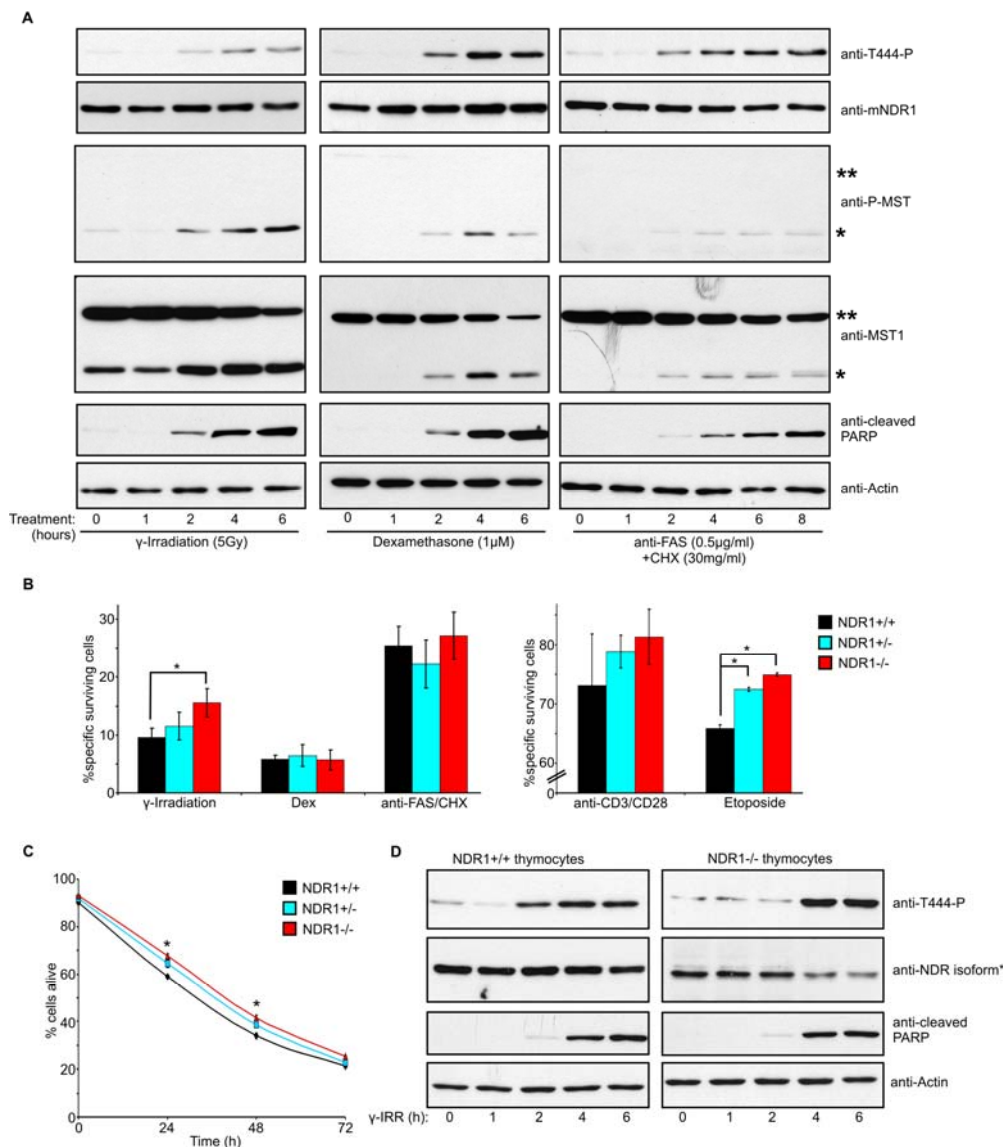 A
anti-T444-P
anti-mNDR1
**
anti-P-MST
*
**
anti-MST1
*
anti-cleaved
PARP
anti-Actin
Treatment:
(hours)
0 1 2 4 6 0 1 2 4 6 0 1 2 4 6 8
γ-Irradiation (5Gy) Dexamethasone (1µM) anti-FAS (0.5µg/ml)
+CHX (30mg/ml)
B
%specific surviving cells
30
20
10
0
*
γ-Irradiation Dex anti-FAS/CHX
%specific surviving cells
80
70
60
0
*
*
anti-CD3/CD28 Etoposide
NDR1+/+
NDR1+/-
NDR1-/-
C
% cells alive
100
80
60
40
20
0
*
*
0 24 48 72
Time (h)
NDR1+/+
NDR1+/-
NDR1-/-
D
NDR1+/+ thymocytes NDR1-/- thymocytes
anti-T444-P
anti-NDR isoform*
anti-cleaved
PARP
anti-Actin
γ-IRR (h): 0 1 2 4 6 0 1 2 4 6